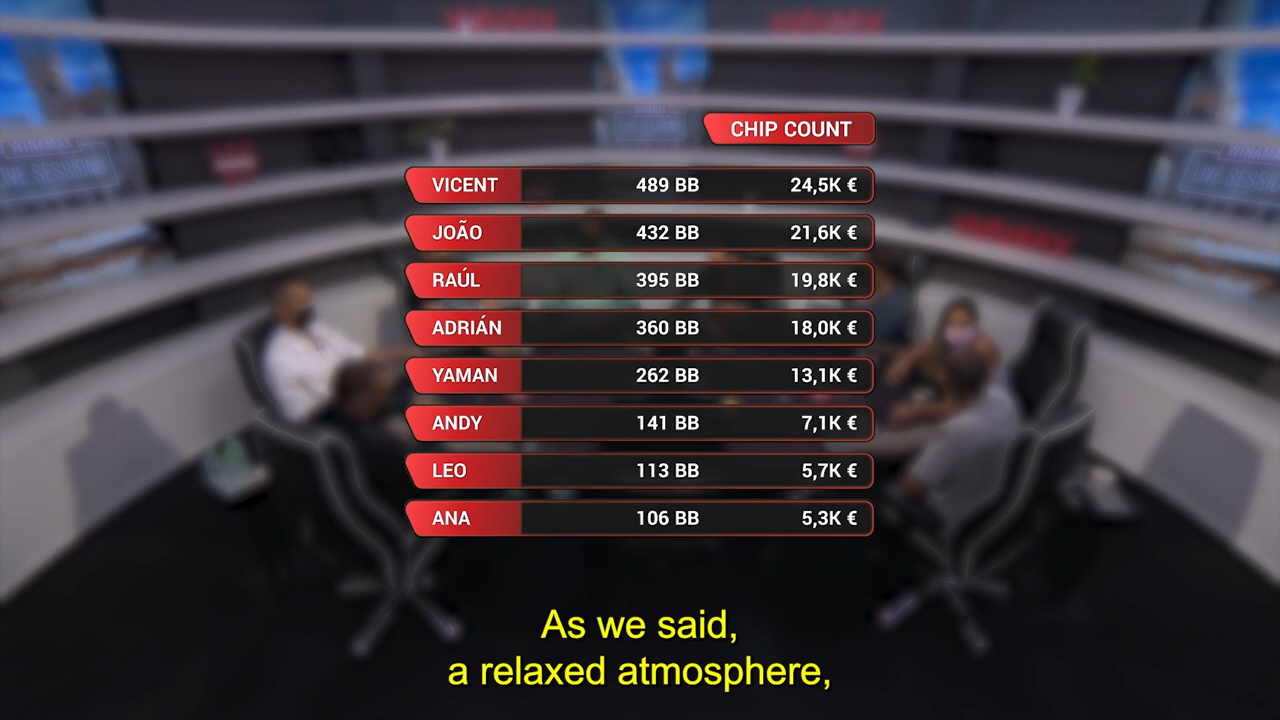 CHIP COUNT
VICENT 489 BB 24,5K €
JOÃO 432 BB 21,6K €
RAÚL 395 BB 19,8K €
ADRIÁN 360 BB 18,0K €
YAMAN 262 BB 13,1K €
ANDY 141 BB 7,1K €
LEO 113 BB 5,7K €
ANA 106 BB 5,3K €
As we said,
a relaxed atmosphere,